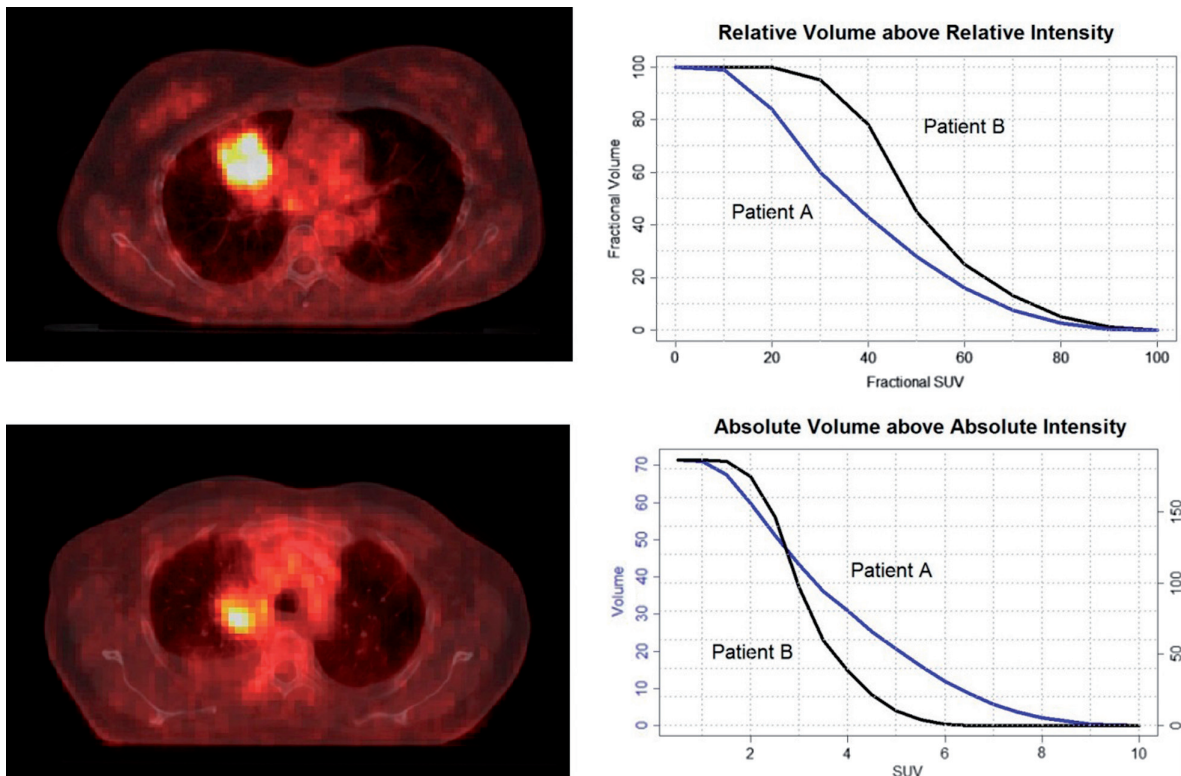 Relative Volume above Relative Intensity
100
80
60
40
20
0
Fractional Volume
Patient B
Patient A
0 20 40 60 80 100
Fractional SUV
Absolute Volume above Absolute Intensity
70
60
50
40
30
20
10
0
Volume
150
100
50
0
Patient A
Patient B
2 4 6 8 10
SUV